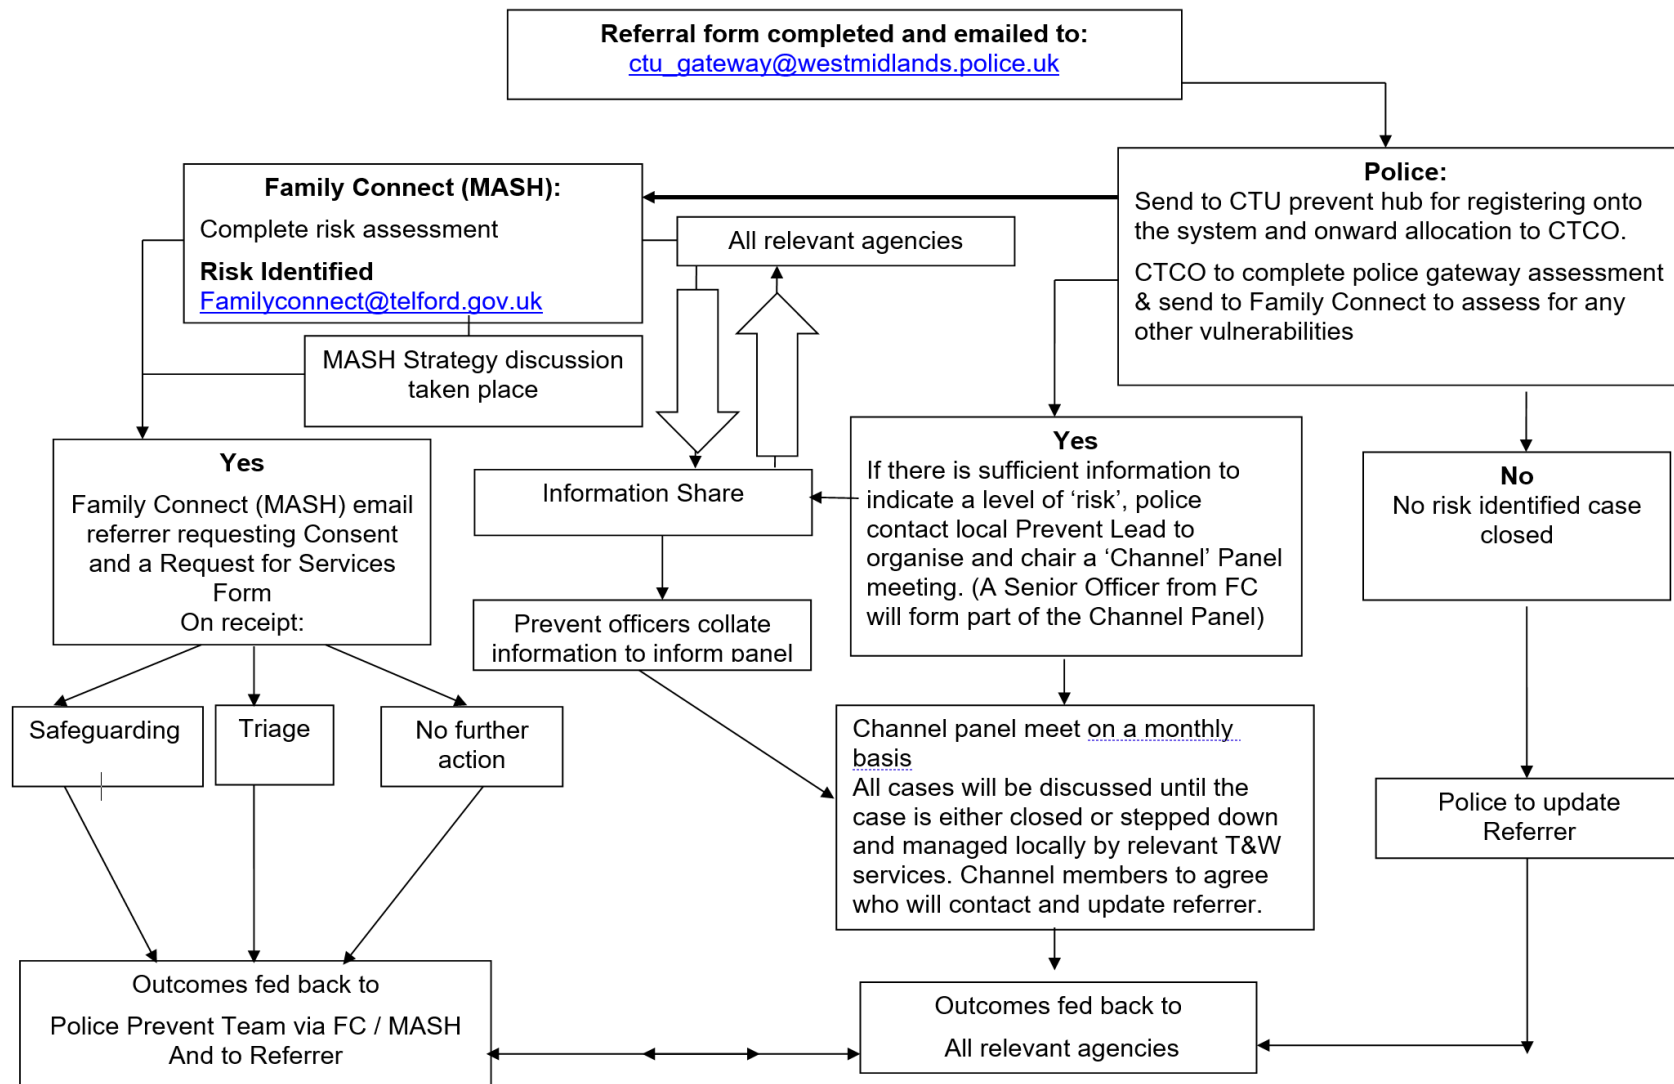 Referral form completed and emailed to:
ctu_gateway@westmidlands.police.uk
Police:
Send to CTU prevent hub for registering onto
the system and onward allocation to CTCO.
CTCO to complete police gateway assessment
& send to Family Connect to assess for any
other vulnerabilities
Family Connect (MASH):
Complete risk assessment
Risk Identified
Familyconnect@telford.gov.uk
All relevant agencies
MASH Strategy discussion
taken place
Yes
Family Connect (MASH) email
referrer requesting Consent
and a Request for Services
Form
On receipt:
Information Share
Yes
If there is sufficient information to
indicate a level of ‘risk’, police
contact local Prevent Lead to
organise and chair a ‘Channel’ Panel
meeting. (A Senior Officer from FC
will form part of the Channel Panel)
No
No risk identified case
closed
Prevent officers collate
information to inform panel
Safeguarding
Triage
No further
action
Channel panel meet on a monthly
basis
All cases will be discussed until the
case is either closed or stepped down
and managed locally by relevant T&W
services. Channel members to agree
who will contact and update referrer.
Police to update
Referrer
Outcomes fed back to
Police Prevent Team via FC / MASH
And to Referrer
Outcomes fed back to
All relevant agencies